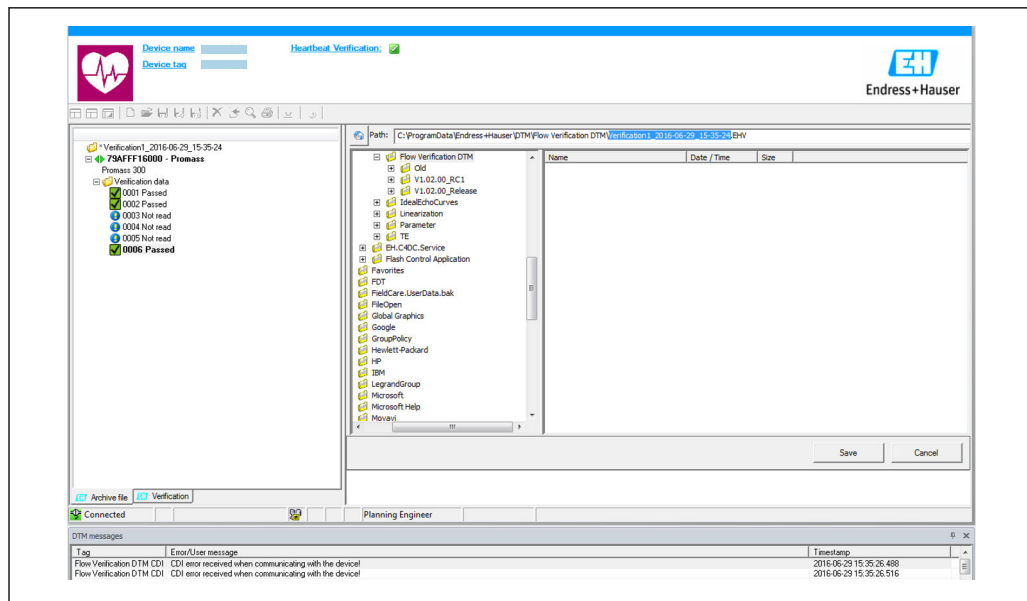 Device name
Heartbeat Verification:
Device tag
EH
Endress+Hauser
Path: C:\ProgramData\Endress+Hauser\DTM\Flow Verification DTM\Verification1_2016-06-29_15-35-24.EHV
* Verification1_2016-06-29_15-35-24
79AFFF16000 - Promass
Promass 300
Verification data
0001 Passed
0002 Passed
0003 Not read
0004 Not read
0005 Not read
0006 Passed
Flow Verification DTM
Old
V1.02.00_RC1
V1.02.00_Release
IdealEchoCurves
Linearization
Parameter
TE
EH.C4DC.Service
Flash Control Application
Favorites
FDT
FieldCare.UserData.bak
FileOpen
Global Graphics
Google
GroupPolicy
Hewlett-Packard
HP
IBM
LegrandGroup
Microsoft
Microsoft Help
Movavi
Name Date / Time Size
Save Cancel
Archive file Verification
Connected Planning Engineer
DTM messages
Tag Error/User message Timestamp
Flow Verification DTM CDI CDI error received when communicating with the device! 2016-06-29 15:35:26.488
Flow Verification DTM CDI CDI error received when communicating with the device! 2016-06-29 15:35:26.516